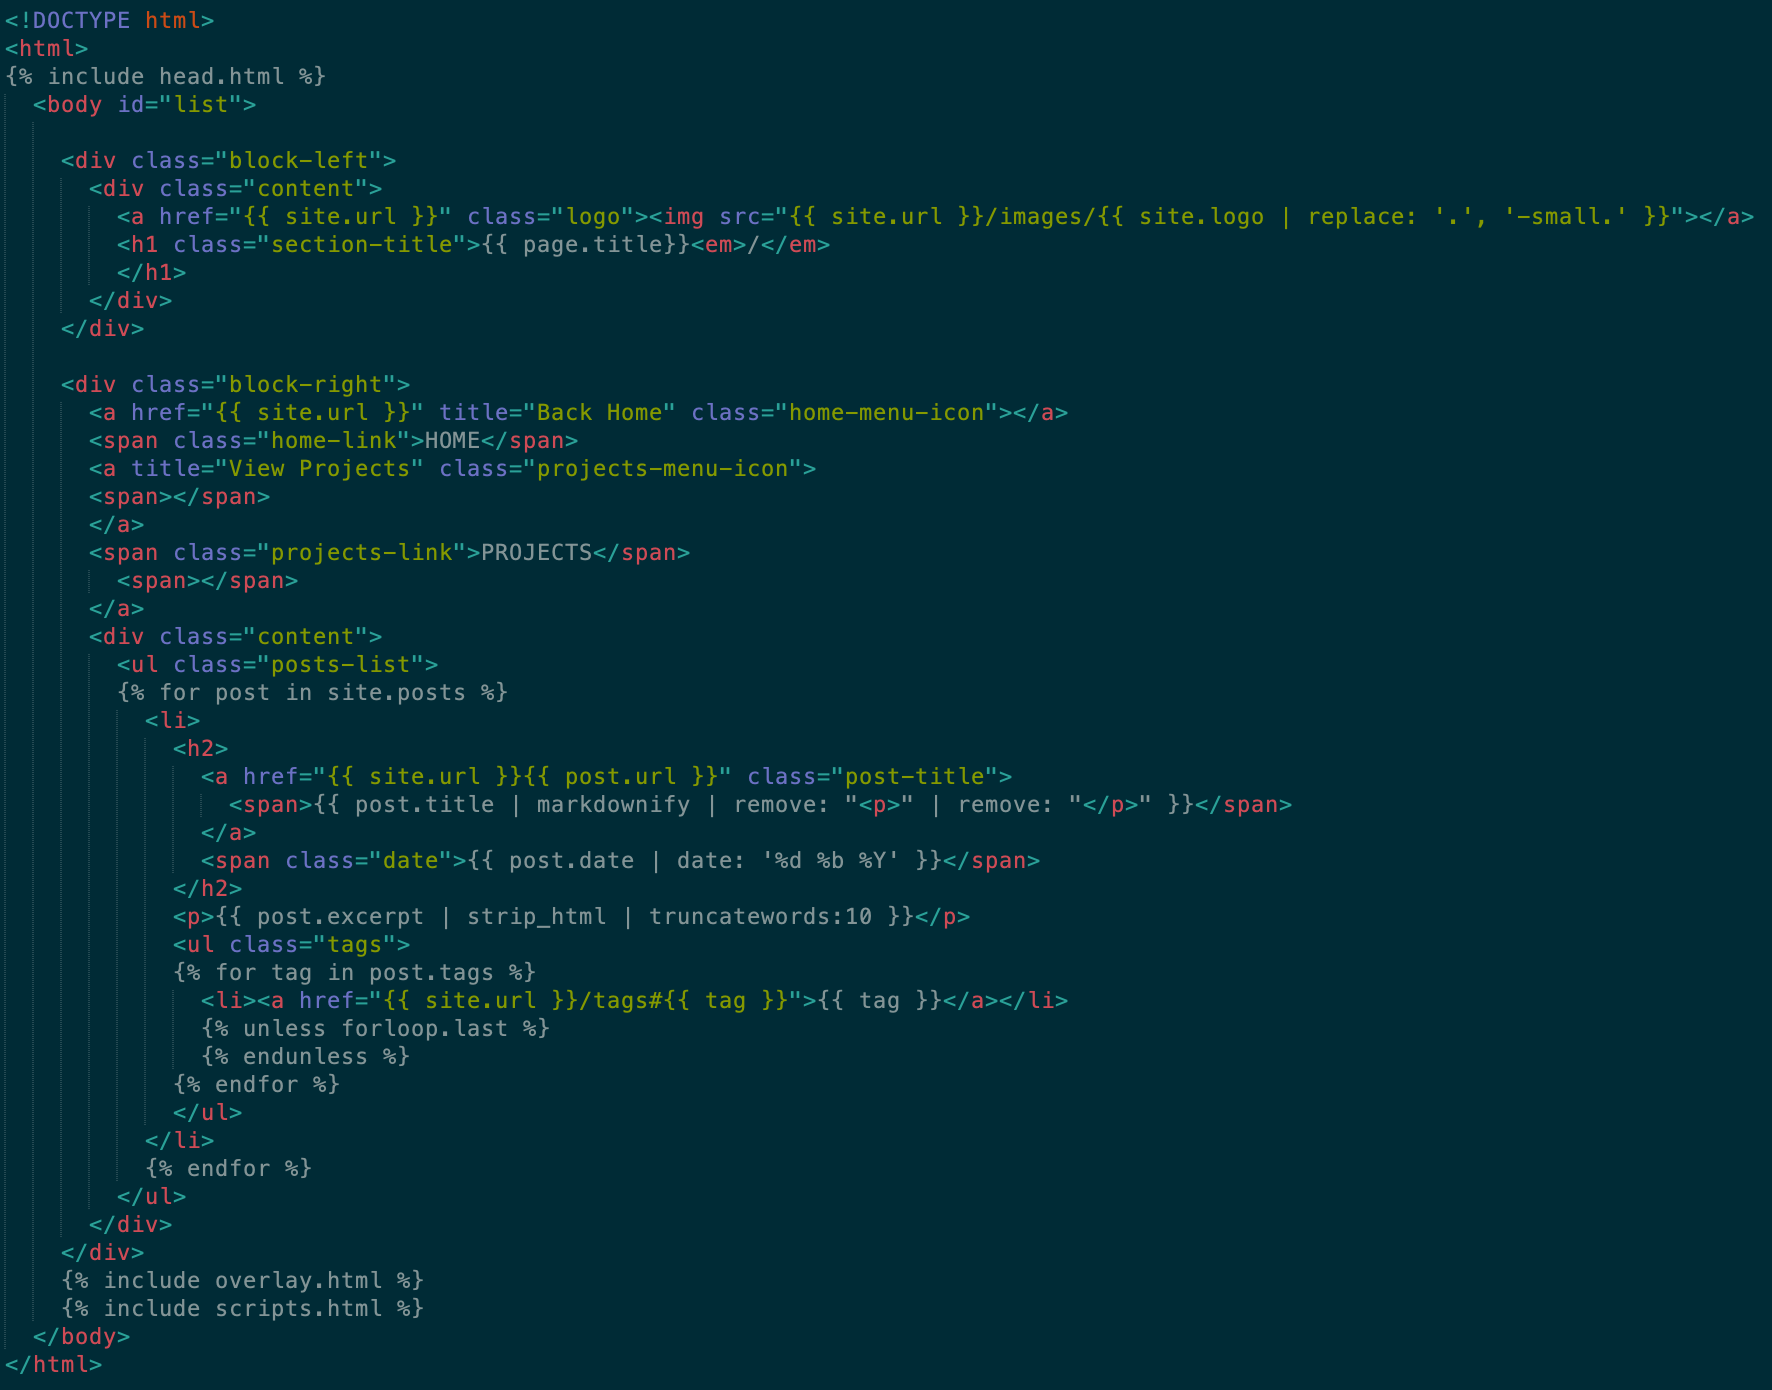 <!DOCTYPE html>
<html>
{% include head.html %}
  <body id="list">

    <div class="block-left">
      <div class="content">
        <a href="{{ site.url }}" class="logo"><img src="{{ site.url }}/images/{{ site.logo | replace: '.', '-small.' }}"></a>
        <h1 class="section-title">{{ page.title}}<em>/</em>
        </h1>
      </div>
    </div>

    <div class="block-right">
      <a href="{{ site.url }}" title="Back Home" class="home-menu-icon"></a>
      <span class="home-link">HOME</span>
      <a title="View Projects" class="projects-menu-icon">
      <span></span>
      </a>
      <span class="projects-link">PROJECTS</span>
        <span></span>
      </a>
      <div class="content">
        <ul class="posts-list">
        {% for post in site.posts %}
          <li>
            <h2>
              <a href="{{ site.url }}{{ post.url }}" class="post-title">
                <span>{{ post.title | markdownify | remove: "<p>" | remove: "</p>" }}</span>
              </a>
              <span class="date">{{ post.date | date: '%d %b %Y' }}</span>
            </h2>
            <p>{{ post.excerpt | strip_html | truncatewords:10 }}</p>
            <ul class="tags">
            {% for tag in post.tags %}
              <li><a href="{{ site.url }}/tags#{{ tag }}">{{ tag }}</a></li>
              {% unless forloop.last %}
              {% endunless %}
            {% endfor %}
            </ul>
          </li>
          {% endfor %}
        </ul>
      </div>
    </div>
    {% include overlay.html %}
    {% include scripts.html %}
  </body>
</html>